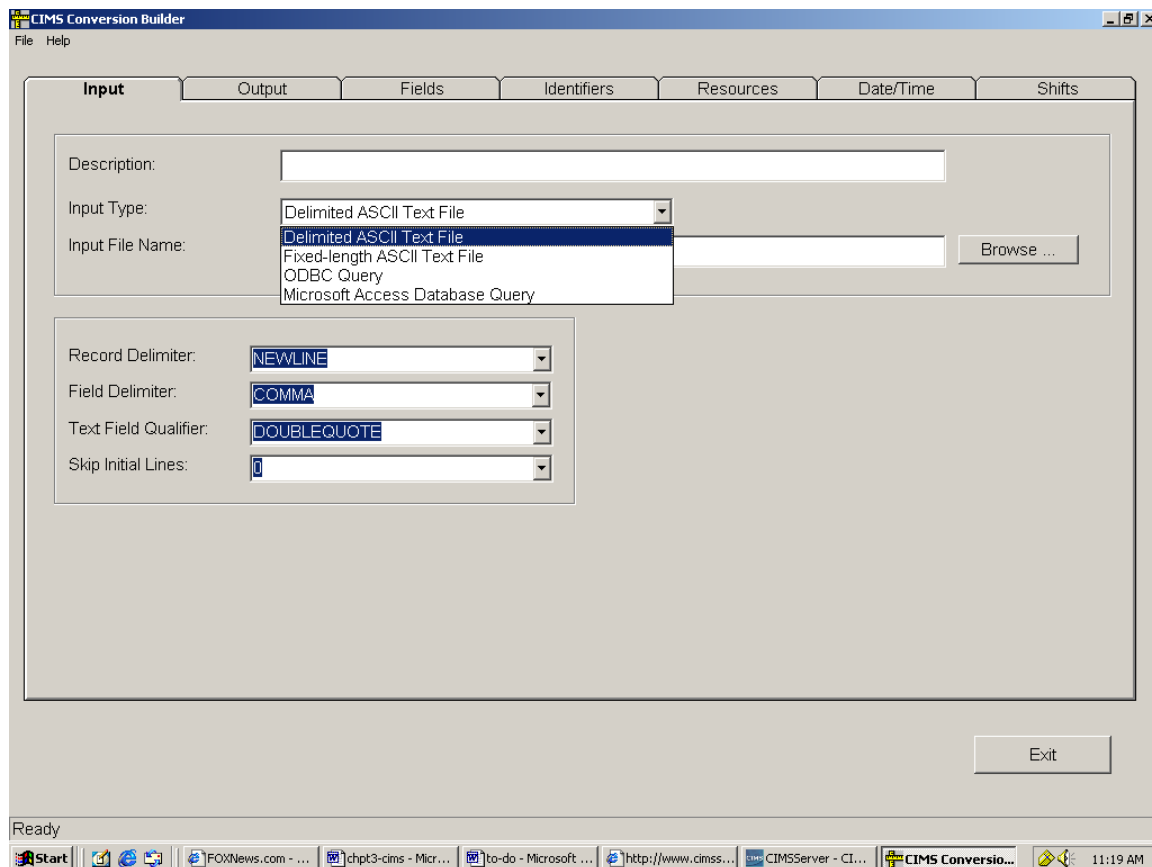 CIMS Conversion Builder
File Help
Input Output Fields Identifiers Resources Date/Time Shifts
Description:
Input Type: Delimited ASCII Text File
Delimited ASCII Text File
Input File Name: Browse ...
Fixed-length ASCII Text File
ODBC Query
Microsoft Access Database Query
Record Delimiter: NEWLINE
Field Delimiter: COMMA
Text Field Qualifier: DOUBLEQUOTE
Skip Initial Lines: 0
Exit
Ready
Start FOXNews.com - ... chpt3-cims - Micr... to-do - Microsoft ... http://www.cimss... CIMSServer - CI... CIMS Conversio... 11:19 AM